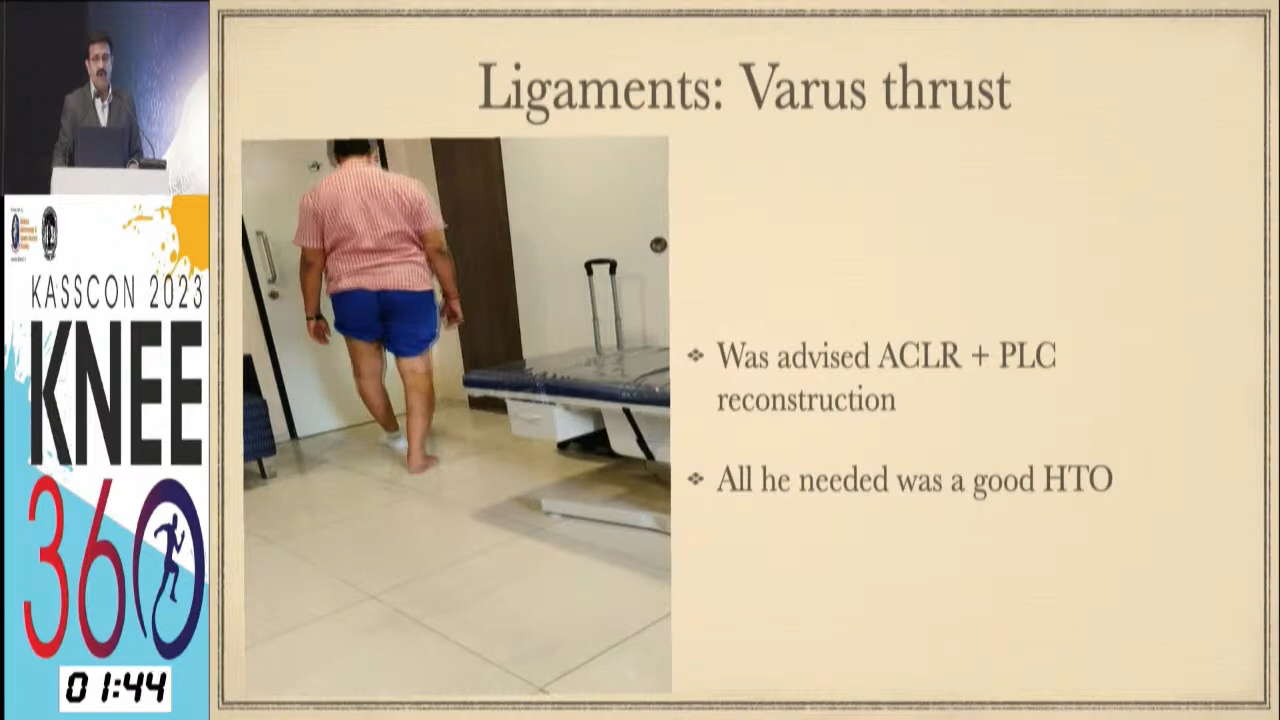 Ligaments: Varus thrust
❖ Was advised ACLR + PLC
reconstruction
❖ All he needed was a good HTO
KASSCON 2023
KNEE
360
01:44